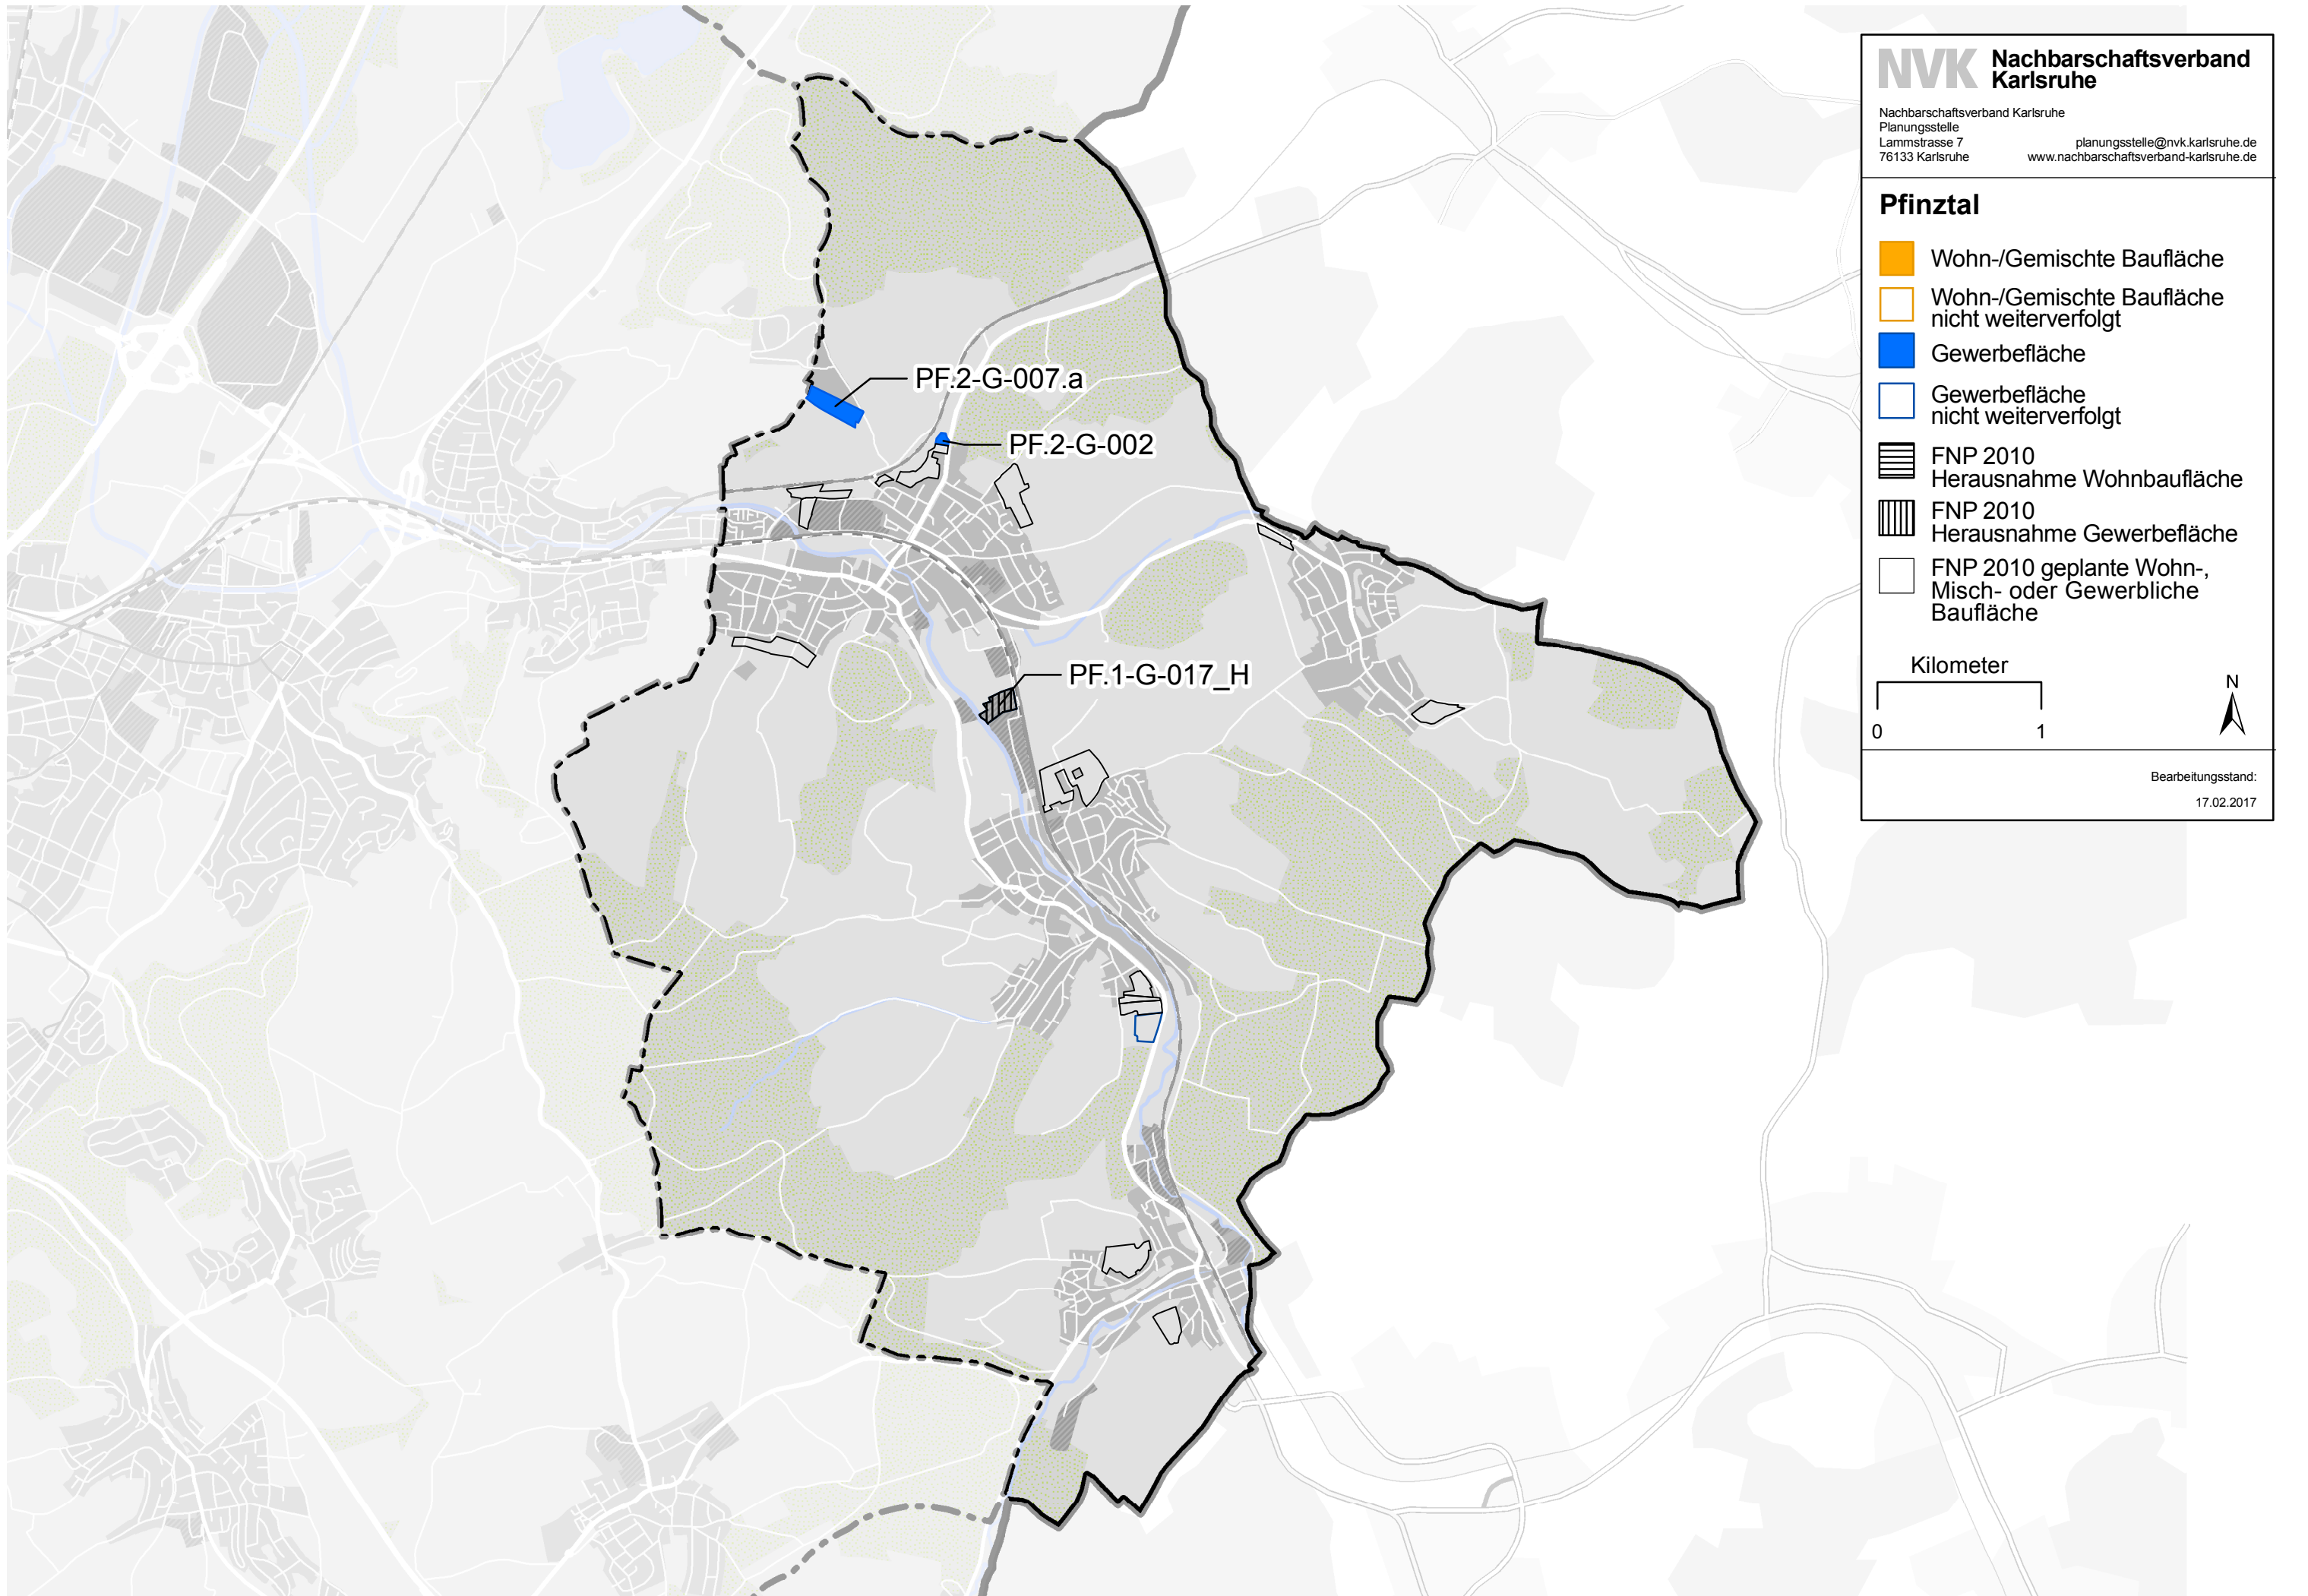 NVK Nachbarschaftsverband
Karlsruhe
Nachbarschaftsverband Karlsruhe
Planungsstelle
Lammstrasse 7 planungsstelle@nvk.karlsruhe.de
76133 Karlsruhe www.nachbarschaftsverband-karlsruhe.de
Pfinztal
Wohn-/Gemischte Baufläche
Wohn-/Gemischte Baufläche
nicht weiterverfolgt
Gewerbefläche
Gewerbefläche
nicht weiterverfolgt
FNP 2010
Herausnahme Wohnbaufläche
FNP 2010
Herausnahme Gewerbefläche
FNP 2010 geplante Wohn-,
Misch- oder Gewerbliche
Baufläche
Kilometer
N
0 1
Bearbeitungsstand:
17.02.2017
PF.2-G-007.a
PF.2-G-002
PF.1-G-017_H